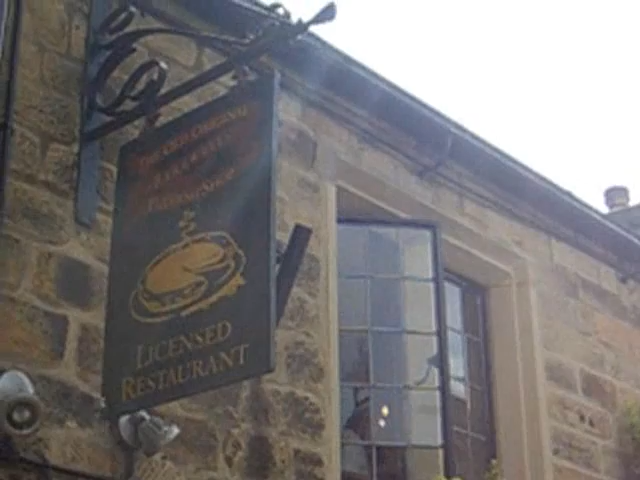 THE OLD ORIGINAL
BAKEWELL
PUDDING SHOP
LICENSED
RESTAURANT